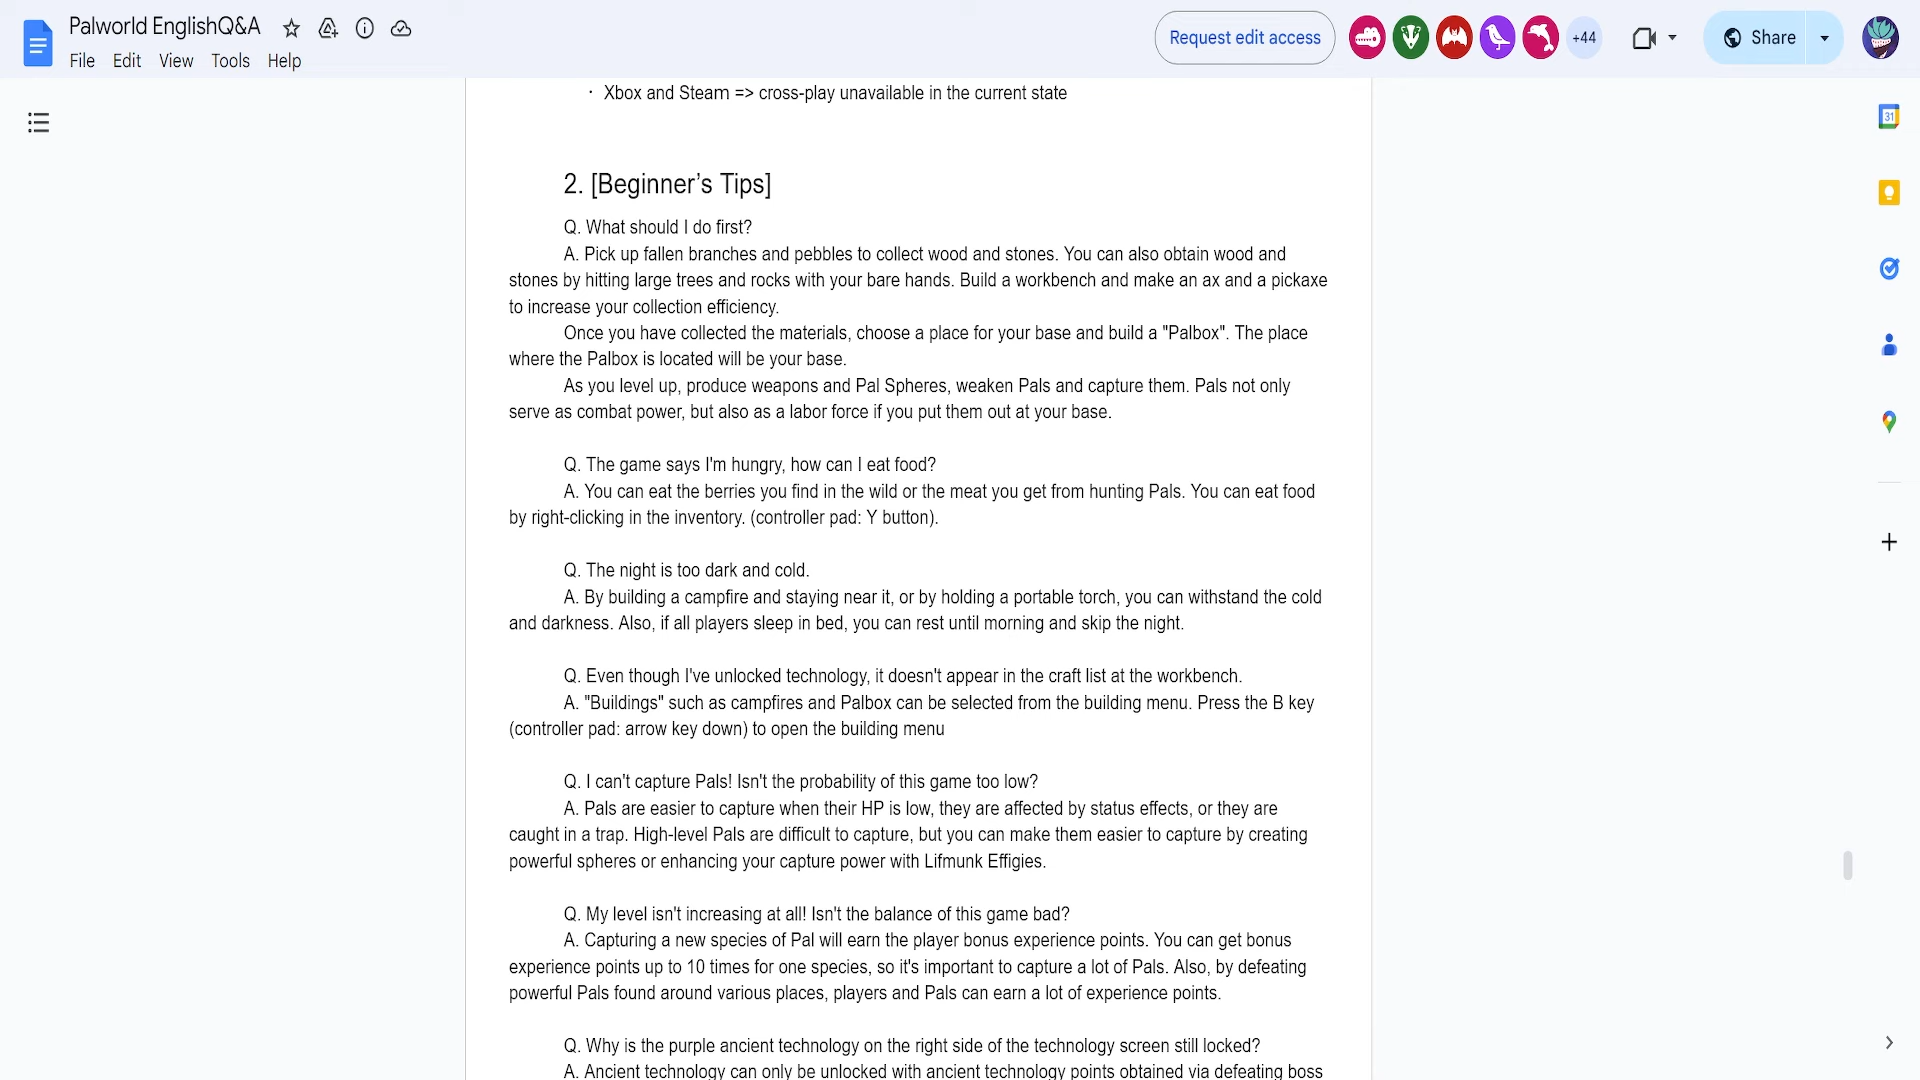 Palworld EnglishQ&A
File Edit View Tools Help
Request edit access
+44
Share
31
· Xbox and Steam => cross-play unavailable in the current state
2. [Beginner’s Tips]
Q. What should I do first?
A. Pick up fallen branches and pebbles to collect wood and stones. You can also obtain wood and
stones by hitting large trees and rocks with your bare hands. Build a workbench and make an ax and a pickaxe
to increase your collection efficiency.
Once you have collected the materials, choose a place for your base and build a "Palbox". The place
where the Palbox is located will be your base.
As you level up, produce weapons and Pal Spheres, weaken Pals and capture them. Pals not only
serve as combat power, but also as a labor force if you put them out at your base.
Q. The game says I'm hungry, how can I eat food?
A. You can eat the berries you find in the wild or the meat you get from hunting Pals. You can eat food
by right-clicking in the inventory. (controller pad: Y button).
Q. The night is too dark and cold.
A. By building a campfire and staying near it, or by holding a portable torch, you can withstand the cold
and darkness. Also, if all players sleep in bed, you can rest until morning and skip the night.
Q. Even though I've unlocked technology, it doesn't appear in the craft list at the workbench.
A. "Buildings" such as campfires and Palbox can be selected from the building menu. Press the B key
(controller pad: arrow key down) to open the building menu
Q. I can't capture Pals! Isn't the probability of this game too low?
A. Pals are easier to capture when their HP is low, they are affected by status effects, or they are
caught in a trap. High-level Pals are difficult to capture, but you can make them easier to capture by creating
powerful spheres or enhancing your capture power with Lifmunk Effigies.
Q. My level isn't increasing at all! Isn't the balance of this game bad?
A. Capturing a new species of Pal will earn the player bonus experience points. You can get bonus
experience points up to 10 times for one species, so it's important to capture a lot of Pals. Also, by defeating
powerful Pals found around various places, players and Pals can earn a lot of experience points.
Q. Why is the purple ancient technology on the right side of the technology screen still locked?
A. Ancient technology can only be unlocked with ancient technology points obtained via defeating boss